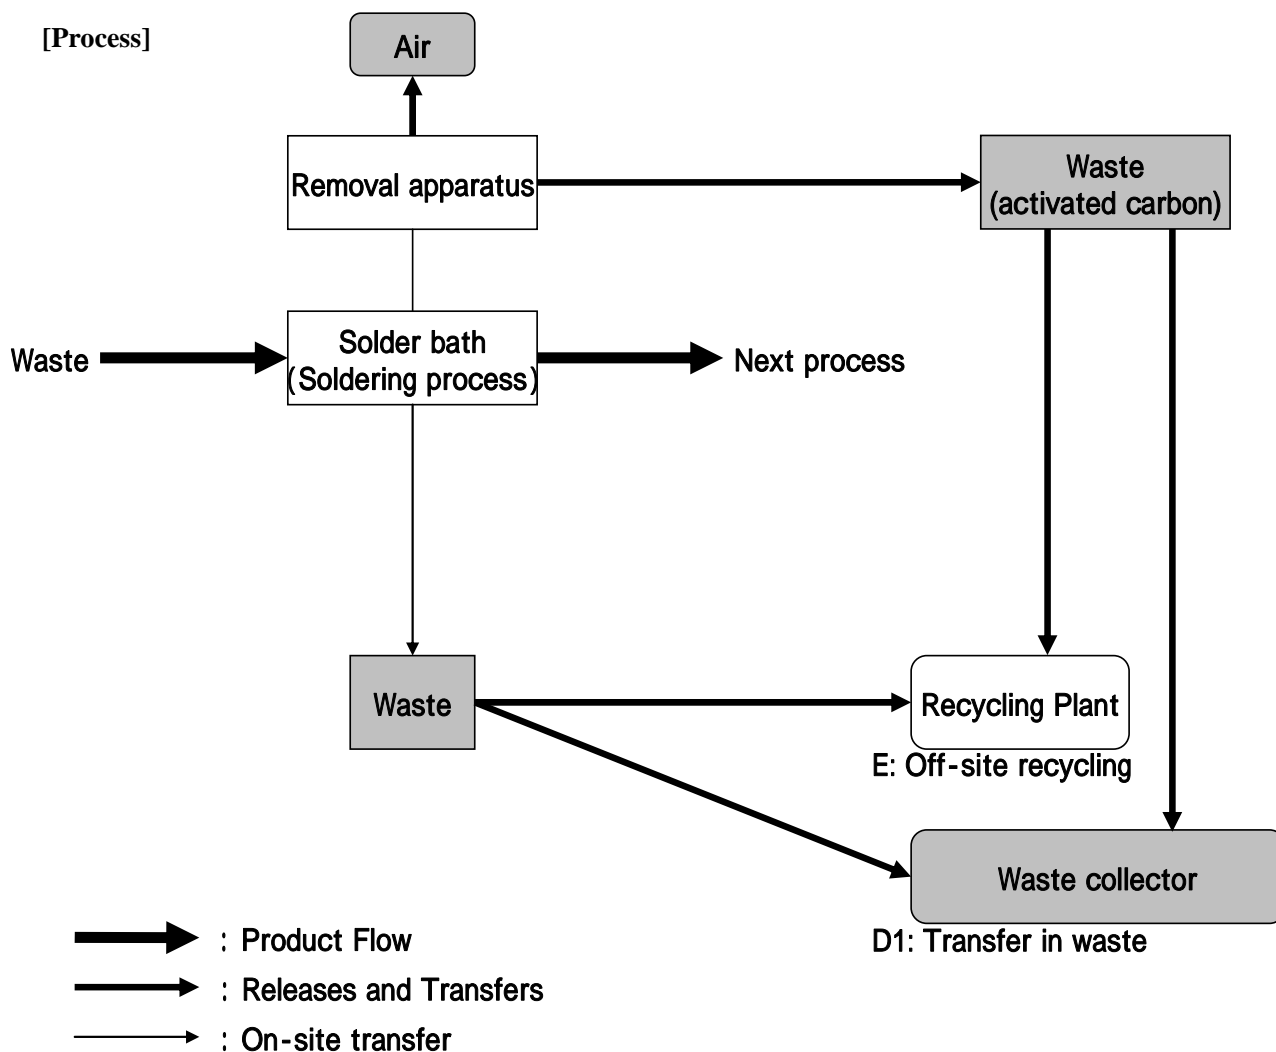 [Process]
Air
Removal apparatus
Waste
(activated carbon)
Waste
Solder bath
(Soldering process)
Next process
Waste
Recycling Plant
E: Off-site recycling
Waste collector
D1: Transfer in waste
: Product Flow
: Releases and Transfers
: On-site transfer